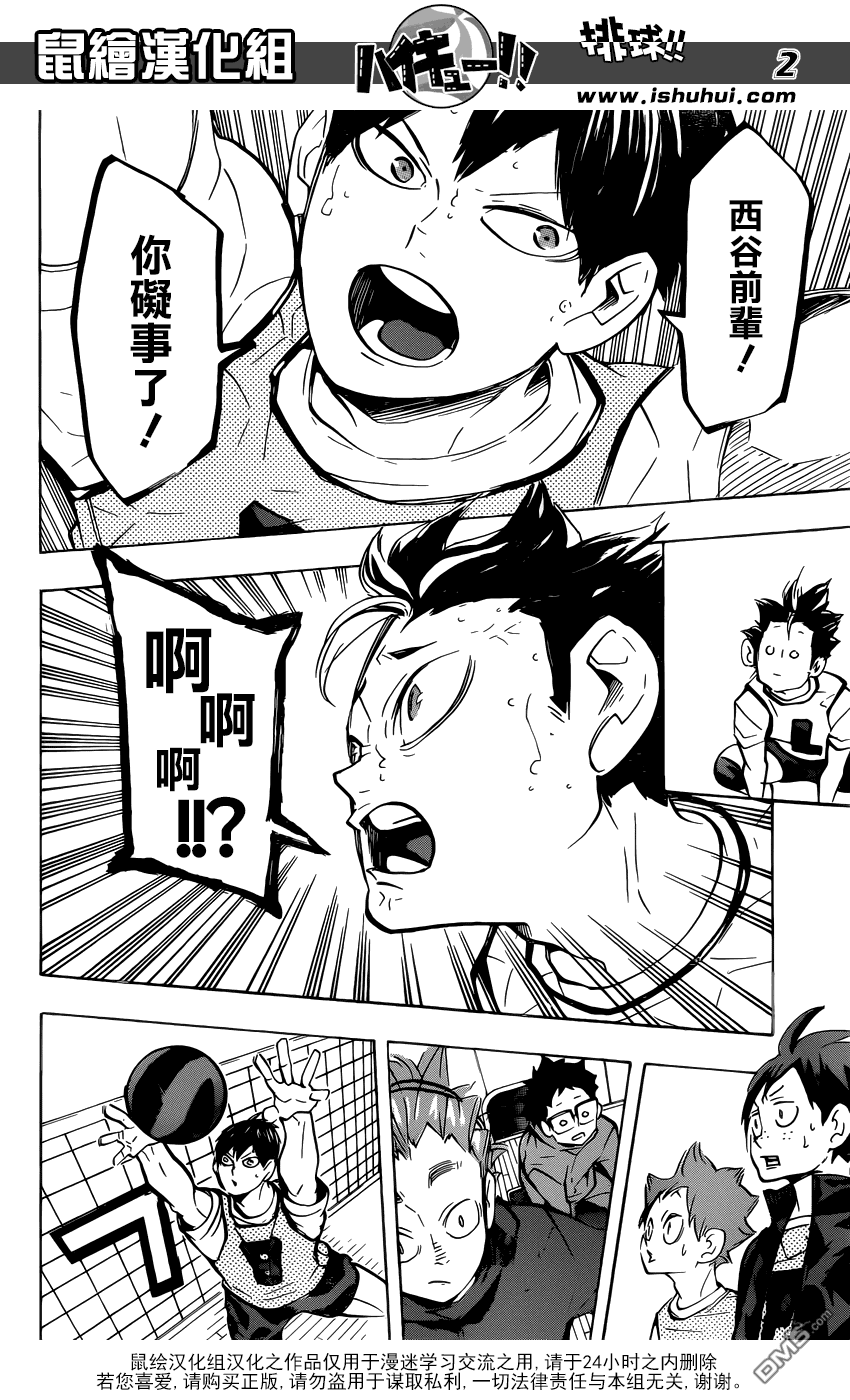 鼠繪漢化組
ハイキュー!!
排球!!
2
www.ishuhui.com
西谷前辈！
你礙事了！
啊
啊
啊
!!?
L
フ
鼠绘汉化组汉化之作品仅用于漫迷学习交流之用, 请于24小时之内删除
若您喜爱, 请购买正版, 请勿盗用于谋取私利, 一切法律责任与本组无关, 谢谢.
DM5.com